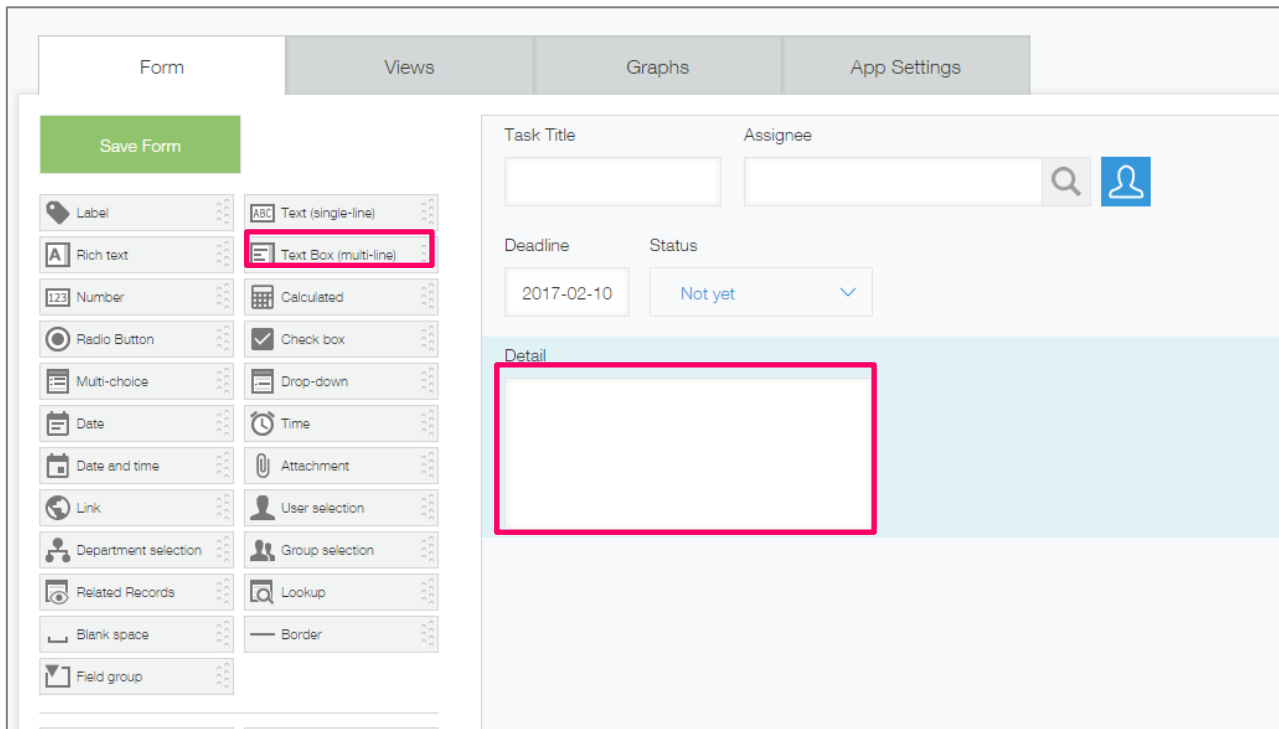 Form Views Graphs App Settings
Save Form
Task Title Assignee
Label ABC Text (single-line)
A Rich text Text Box (multi-line)
Deadline Status
123 Number Calculated
2017-02-10 Not yet
Radio Button Check box
Detail
Multi-choice Drop-down
Date Time
Date and time Attachment
Link User selection
Department selection Group selection
Related Records Lookup
Blank space Border
Field group